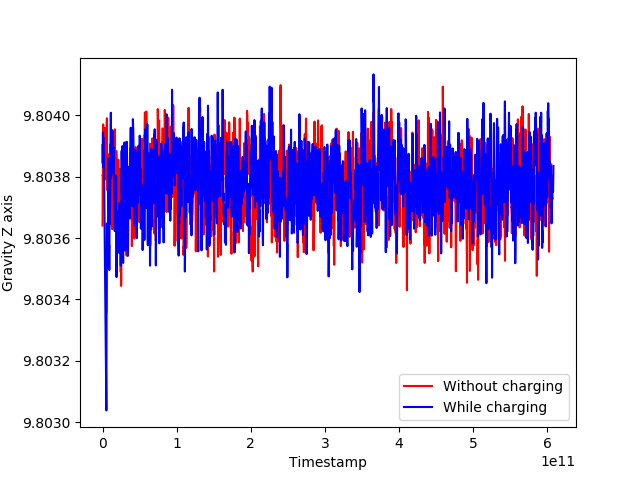 9.8040
9.8038
9.8036
9.8034
9.8032
9.8030
Gravity Z axis
0
1
2
3
4
5
6
1e11
Timestamp
Without charging
While charging